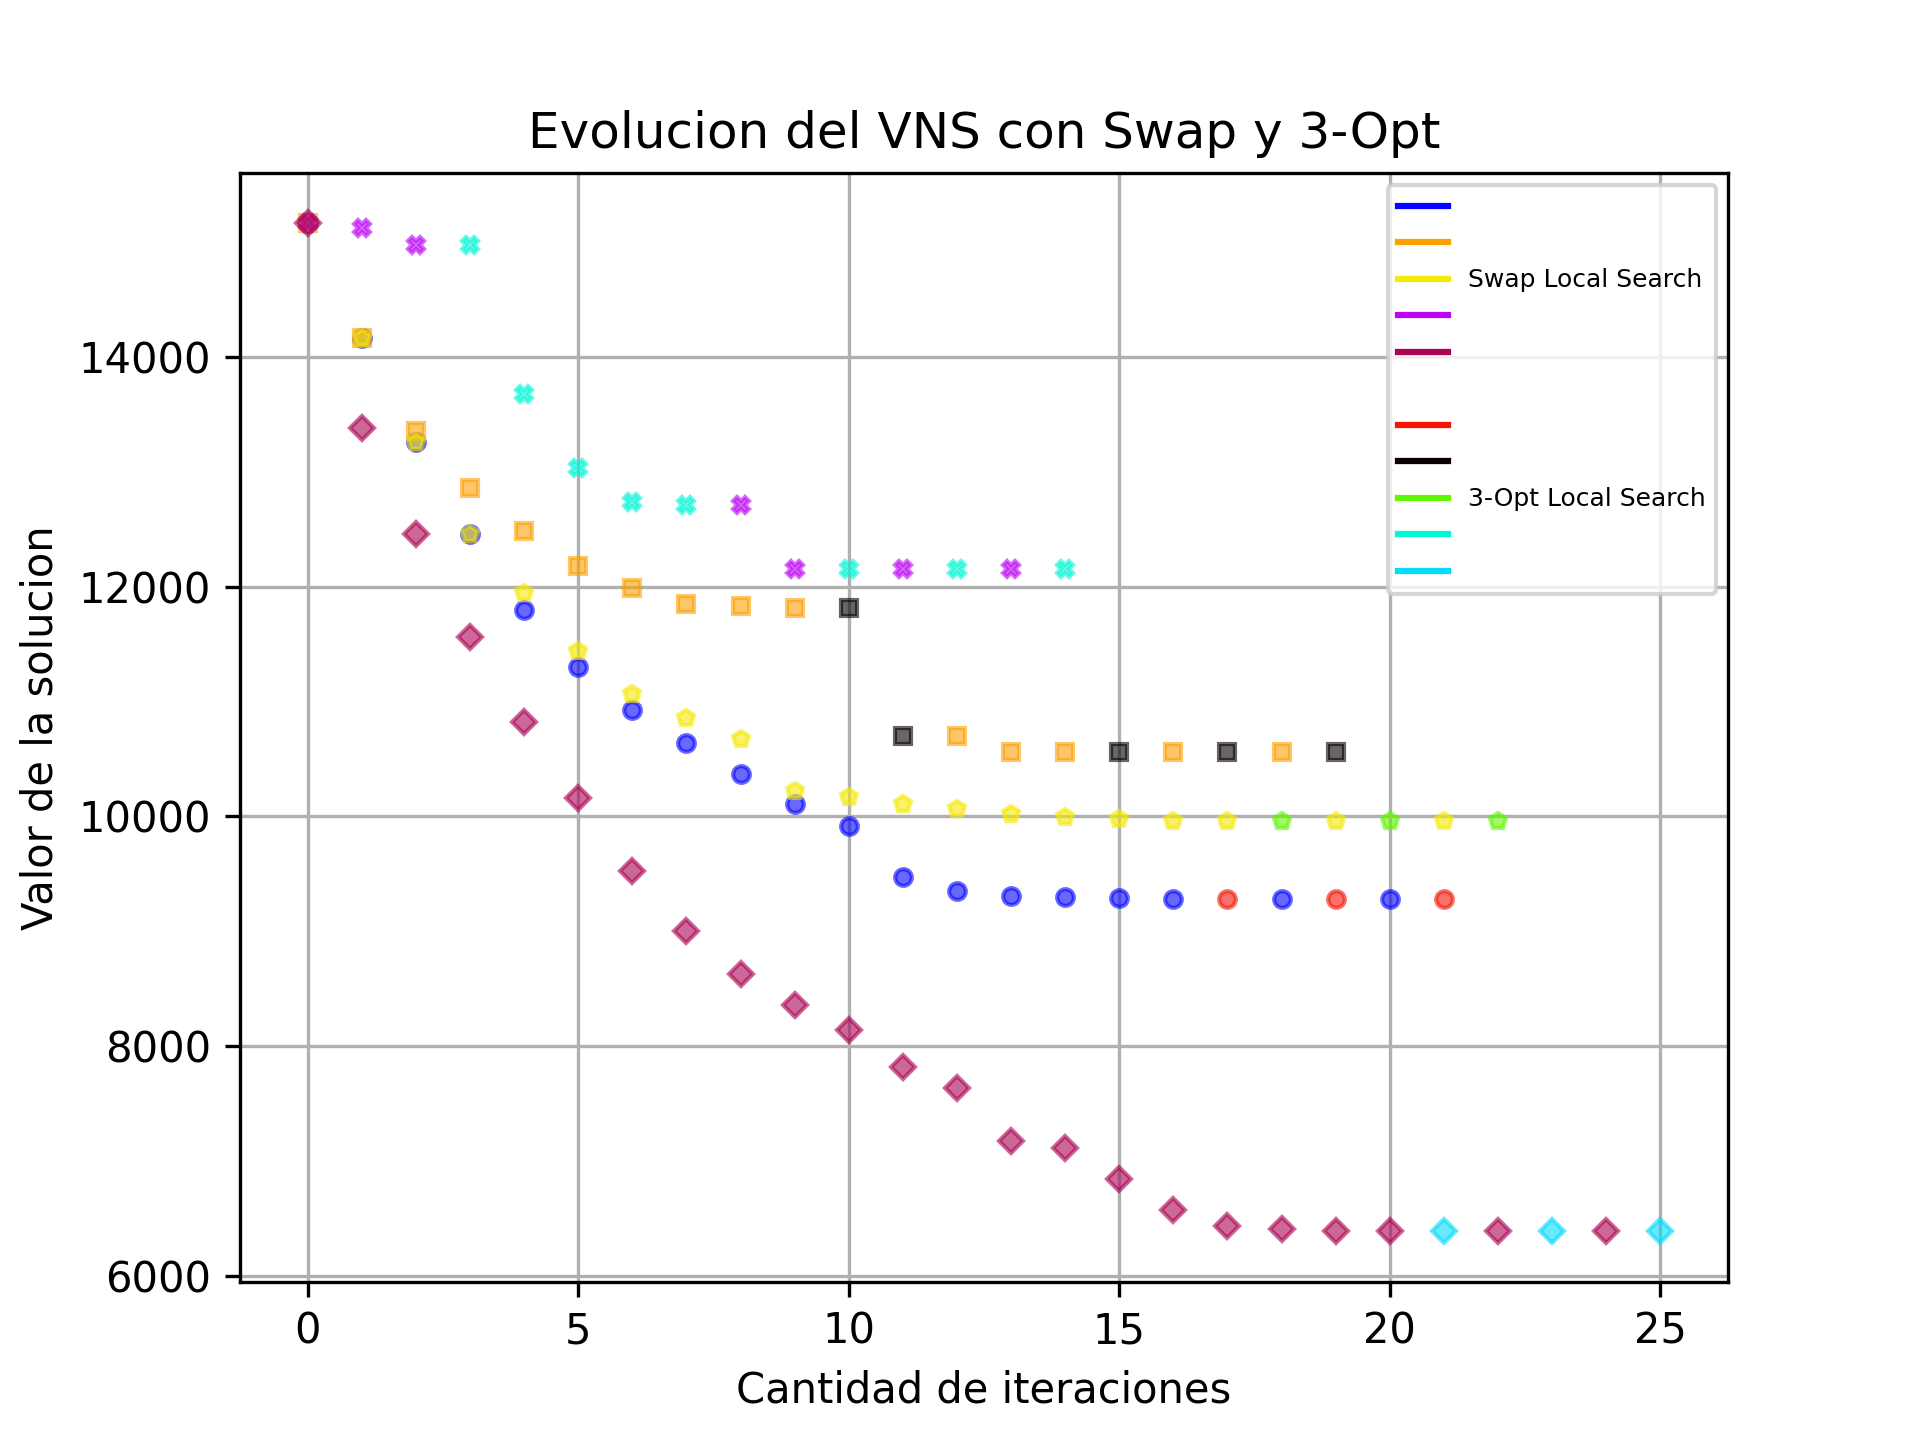 Evolucion del VNS con Swap y 3-Opt
Swap Local Search
3-Opt Local Search
Valor de la solucion
14000
12000
10000
8000
6000
0 5 10 15 20 25
Cantidad de iteraciones